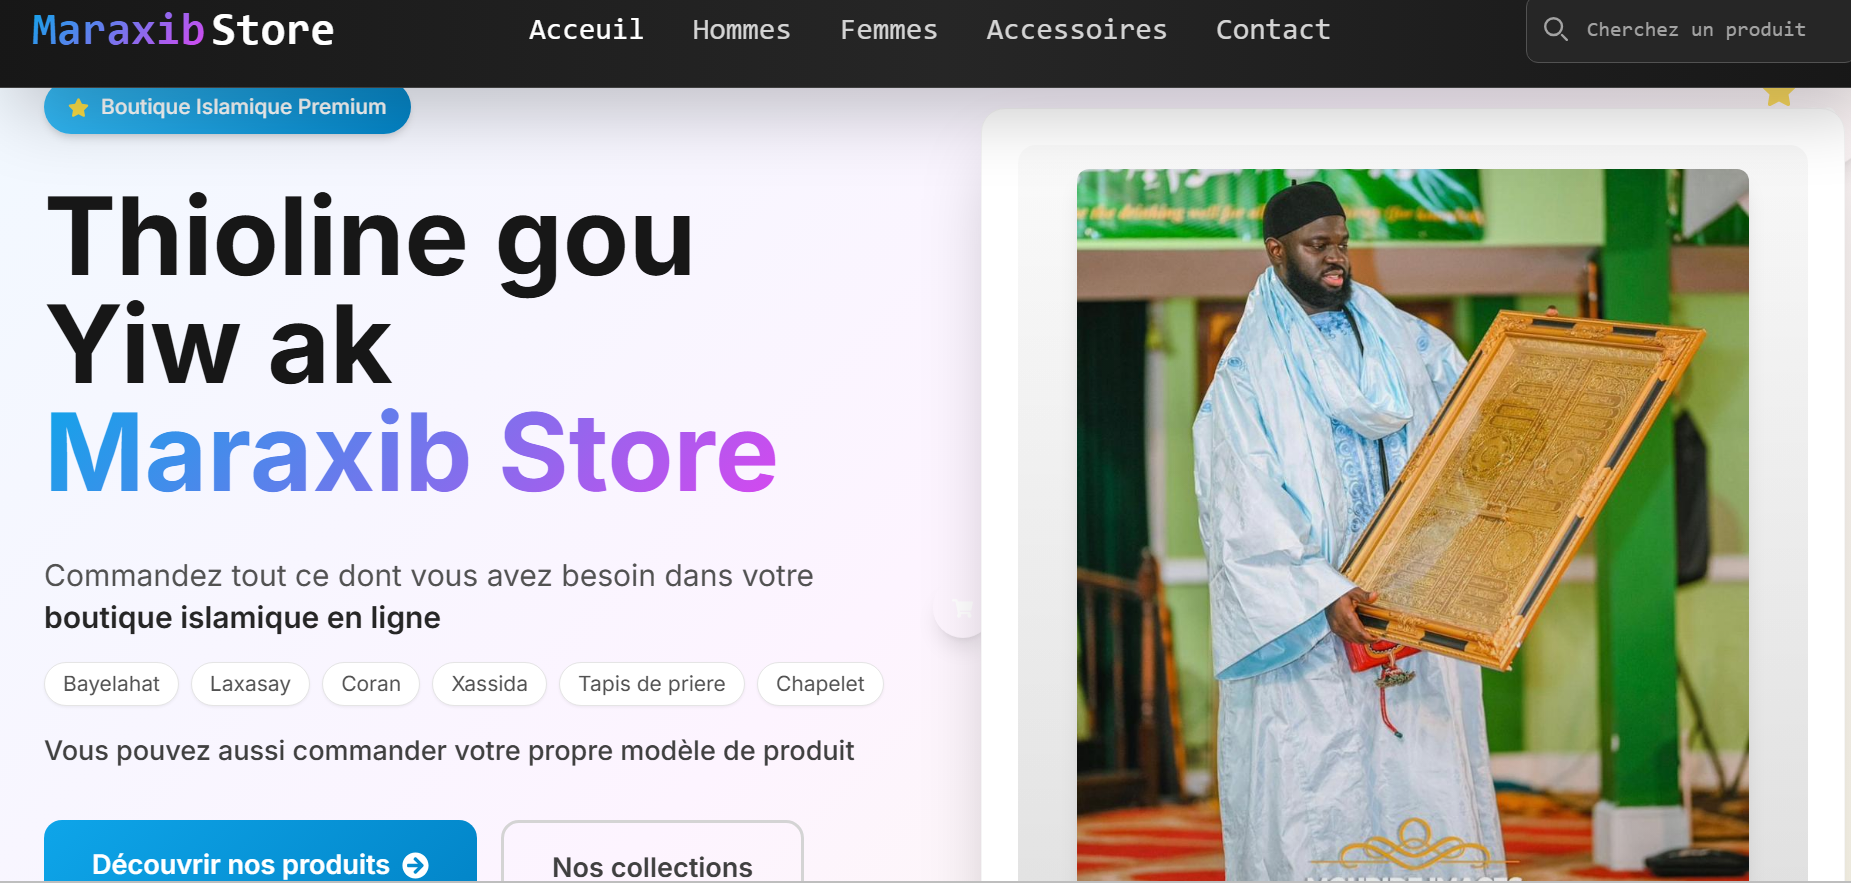 Maraxib Store
Acceuil
Hommes
Femmes
Accessoires
Contact
Cherchez un produit
Boutique Islamique Premium
Thioline gou
Yiw ak
Maraxib Store
Commandez tout ce dont vous avez besoin dans votre
boutique islamique en ligne
Bayelahat
Laxasay
Coran
Xassida
Tapis de priere
Chapelet
Vous pouvez aussi commander votre propre modèle de produit
Découvrir nos produits
Nos collections